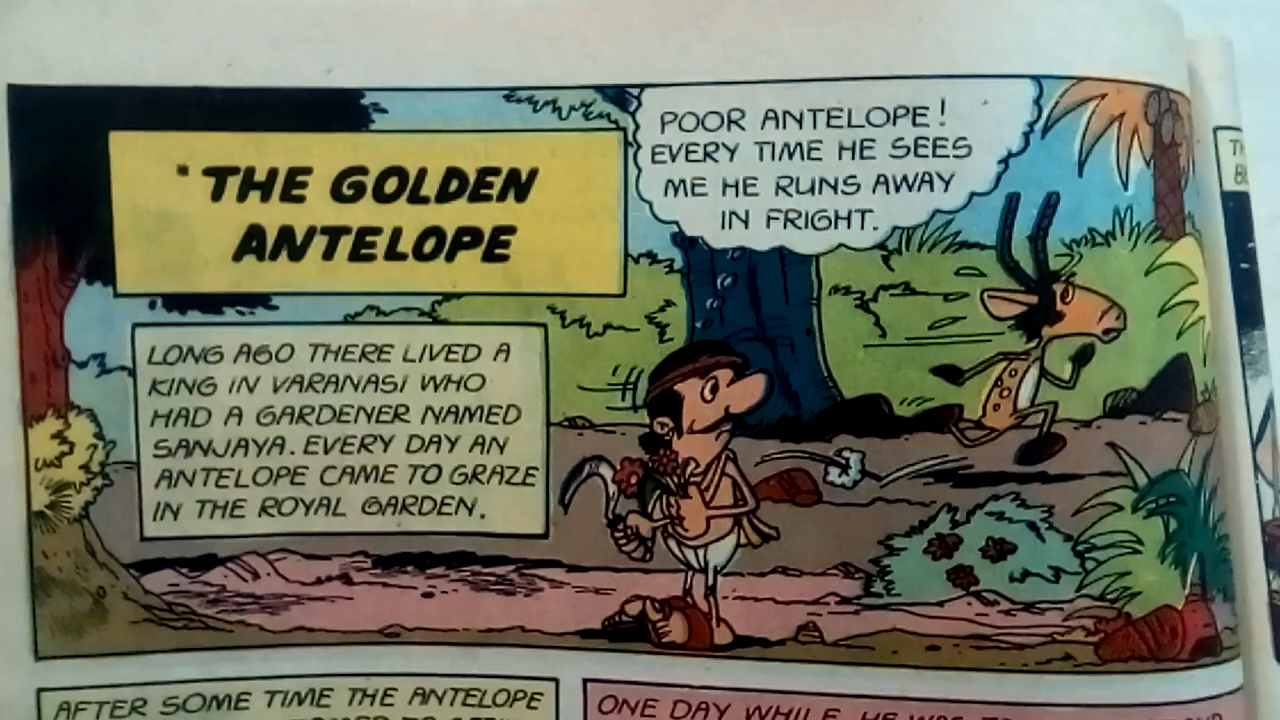 "THE GOLDEN
ANTELOPE
POOR ANTELOPE!
EVERY TIME HE SEES
ME HE RUNS AWAY
IN FRIGHT.
LONG AGO THERE LIVED A
KING IN VARANASI WHO
HAD A GARDENER NAMED
SANJAYA. EVERY DAY AN
ANTELOPE CAME TO GRAZE
IN THE ROYAL GARDEN.
AFTER SOME TIME THE ANTELOPE
ONE DAY WHILE HE WAS